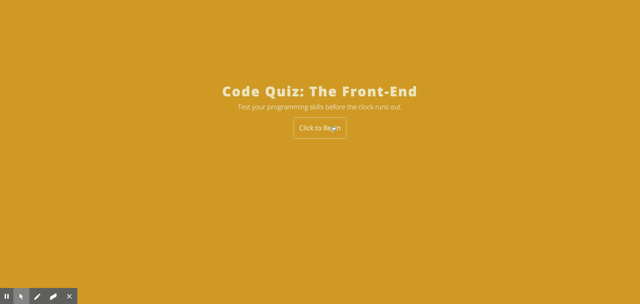 Code Quiz: The Front-End
Test your programming skills before the clock runs out.
Click to Begin